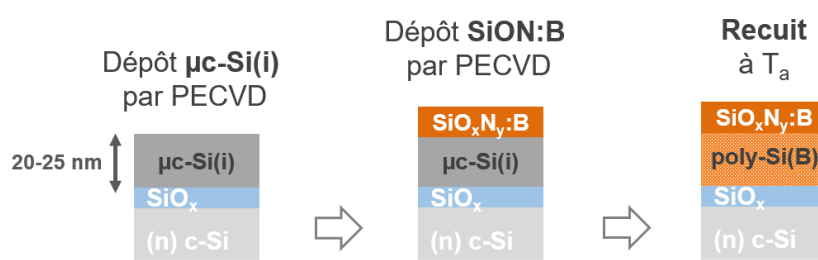 Dépôt µc-Si(i)
par PECVD
20-25 nm
µc-Si(i)
SiOx
(n) c-Si
Dépôt SiON:B
par PECVD
SiOxNy:B
µc-Si(i)
SiOx
(n) c-Si
Recuit
à Ta
SiOxNy:B
poly-Si(B)
SiOx
(n) c-Si